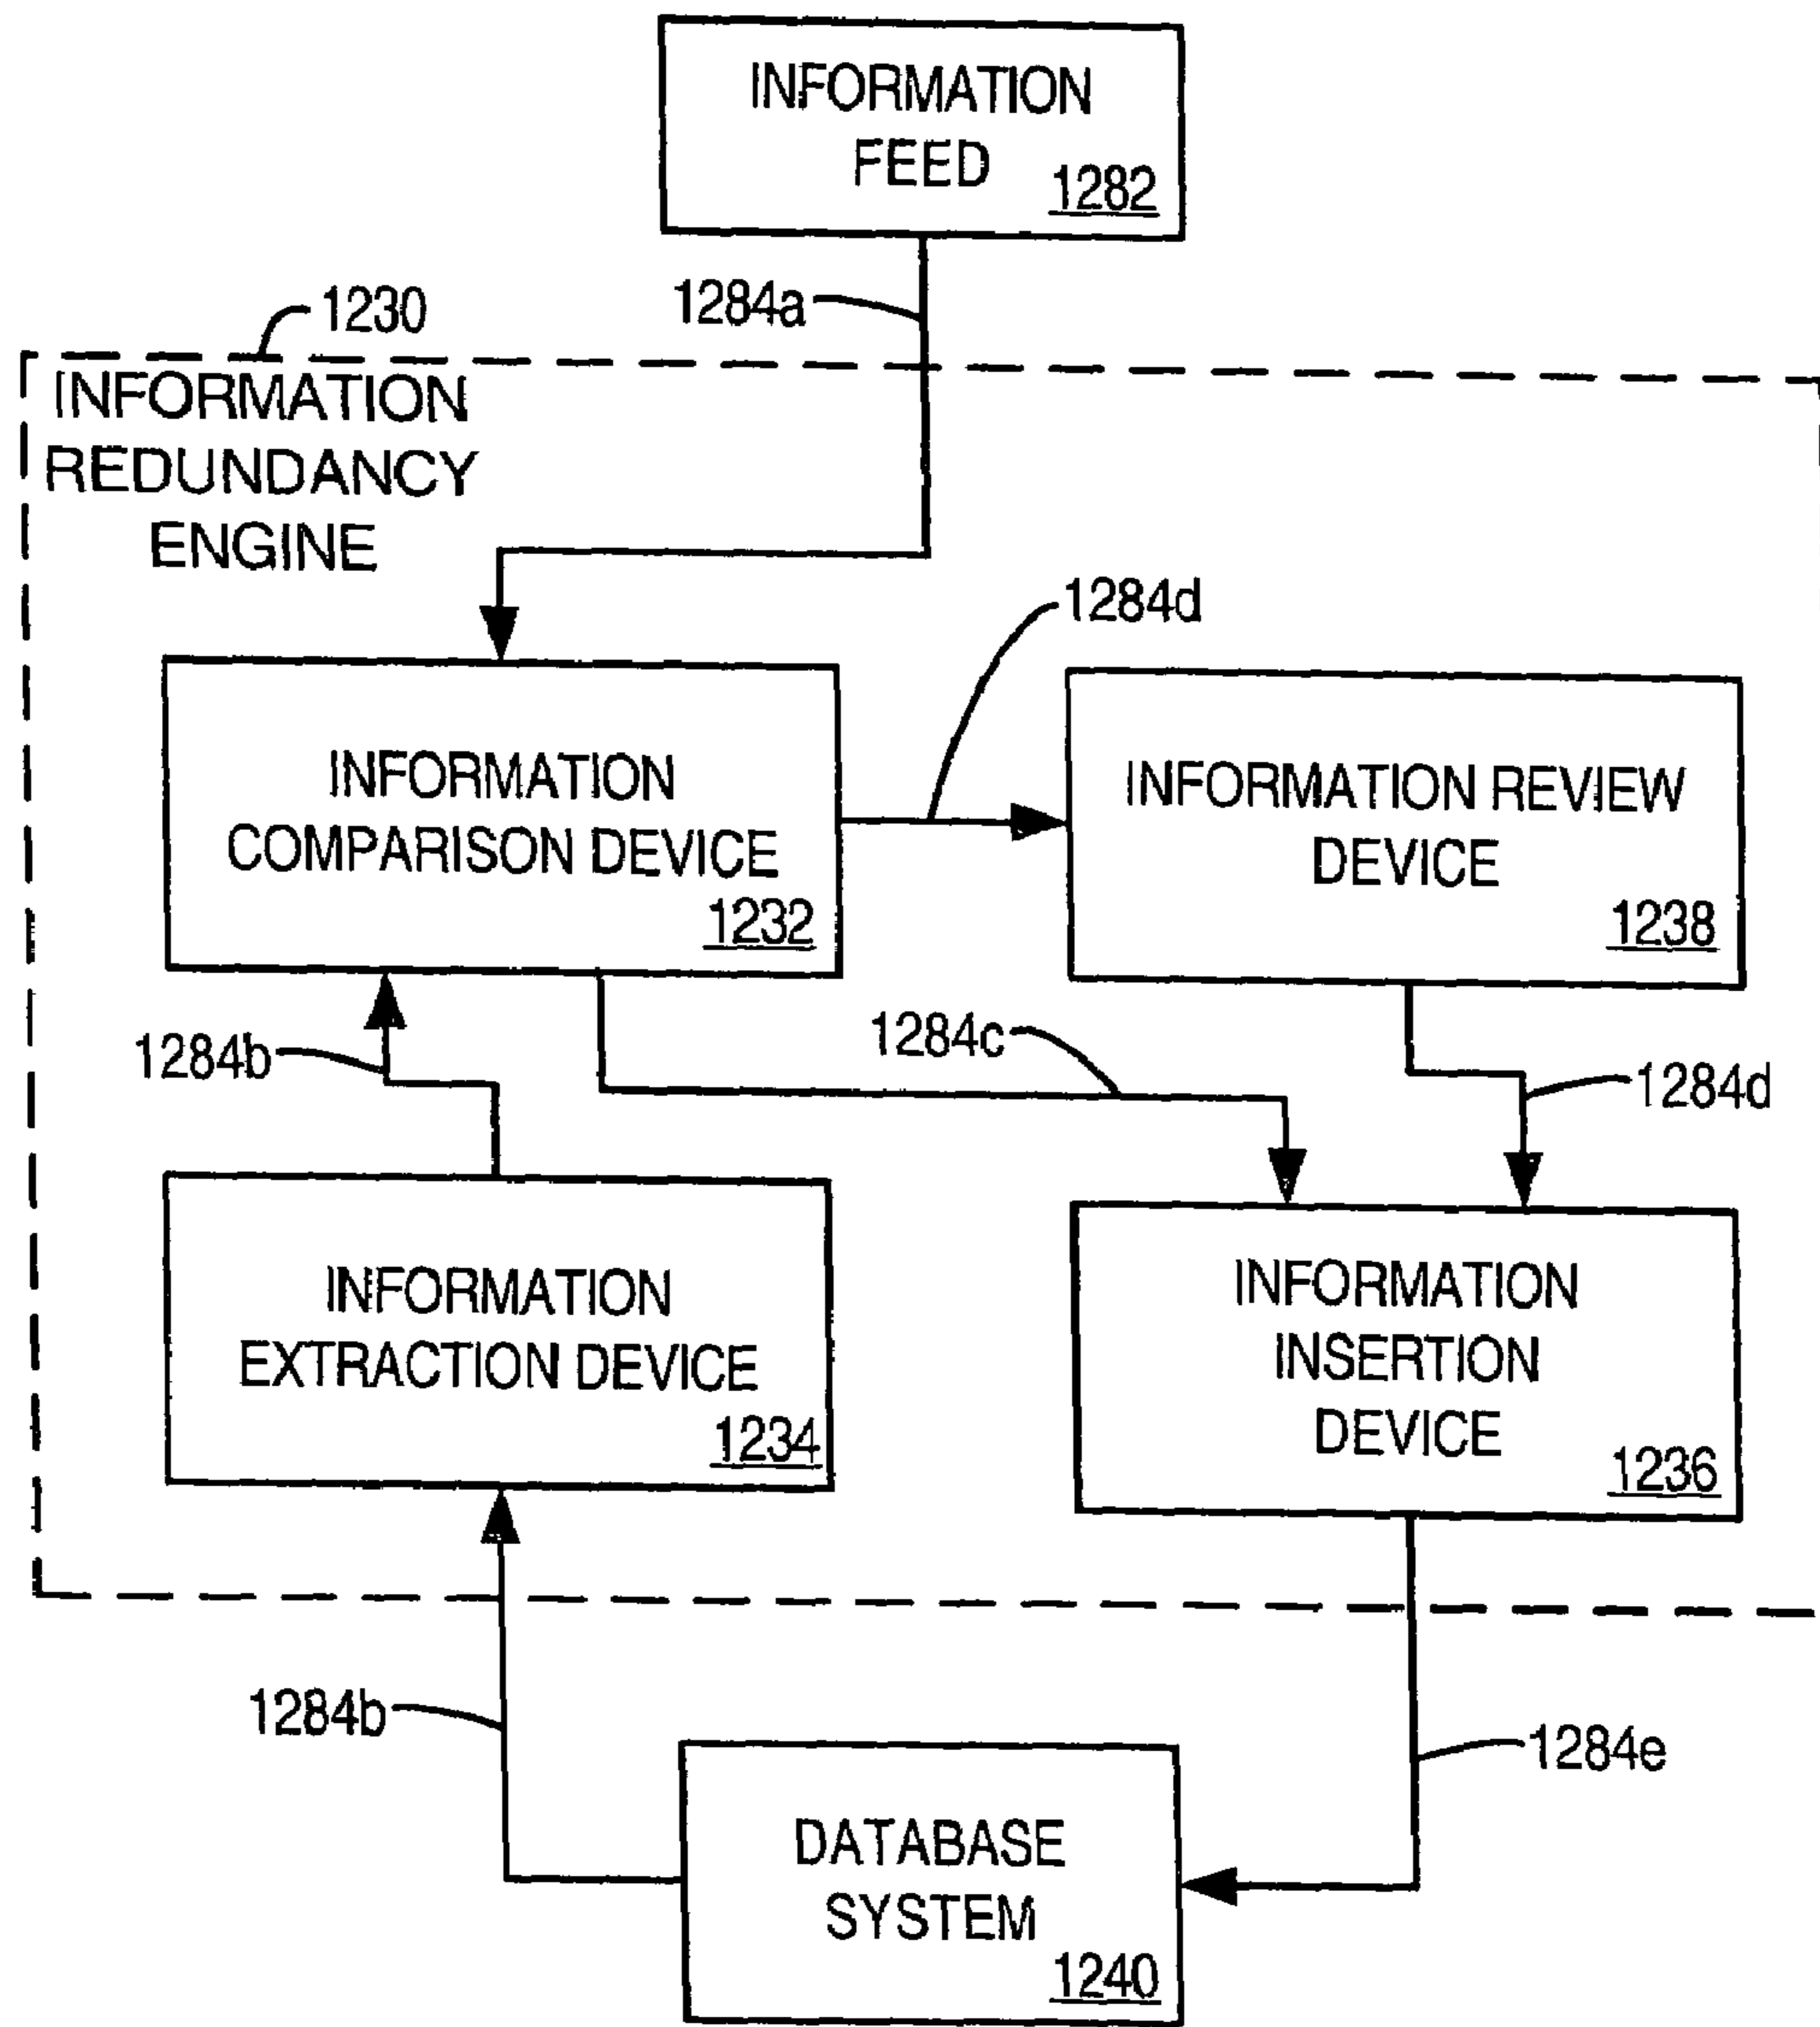 INFORMATION
FEED
1282
1284a
1230
INFORMATION
REDUNDANCY
ENGINE
1284d
INFORMATION
COMPARISON DEVICE
1232
INFORMATION REVIEW
DEVICE
1238
1284b
1284c
1284d
INFORMATION
EXTRACTION DEVICE
1234
INFORMATION
INSERTION
DEVICE
1236
1284b
1284e
DATABASE
SYSTEM
1240